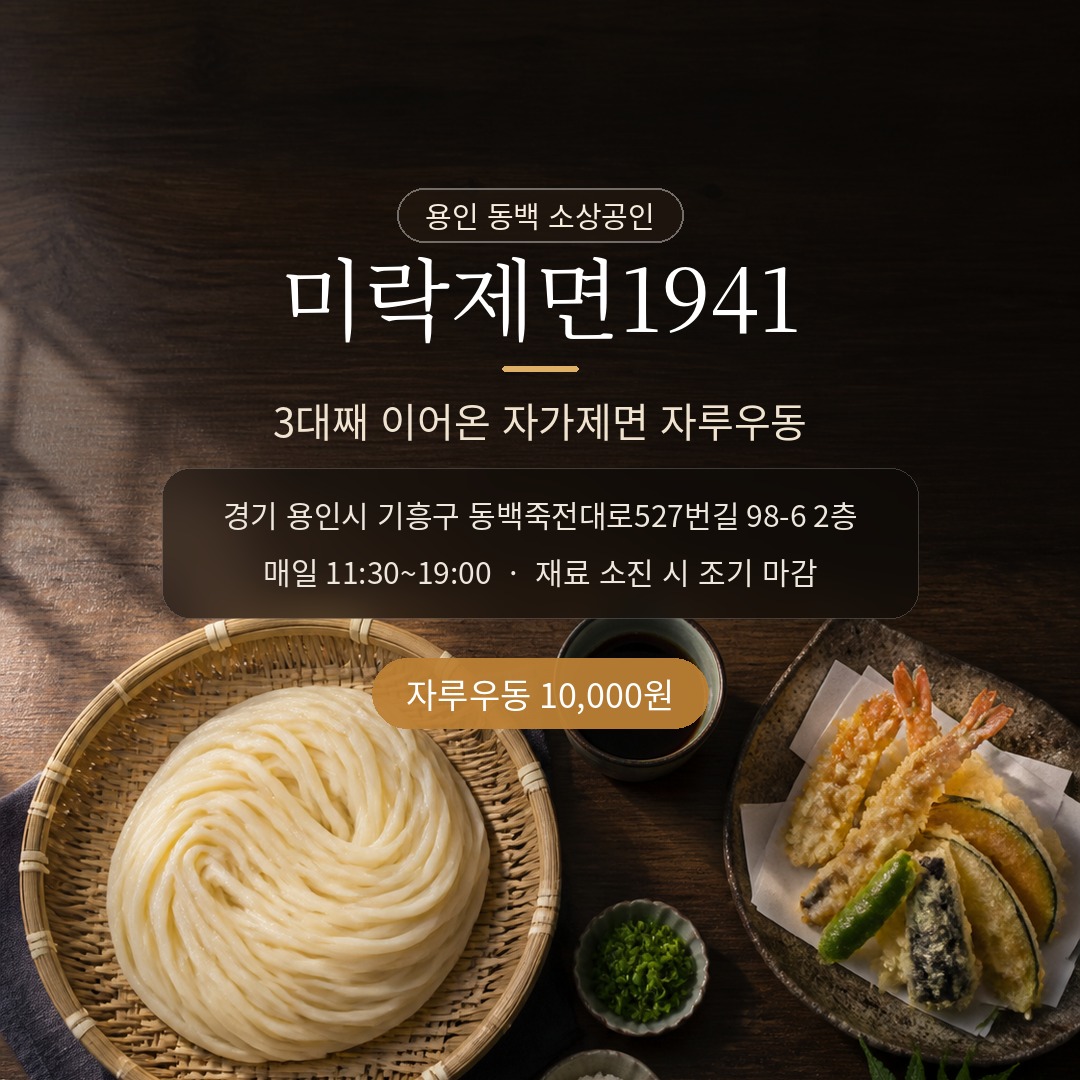 용인 동백 소상공인
미락제면1941
3대째 이어온 자가제면 자루우동
경기 용인시 기흥구 동백죽전대로527번길 98-6 2층
매일 11:30~19:00 · 재료 소진 시 조기 마감
자루우동 10,000원